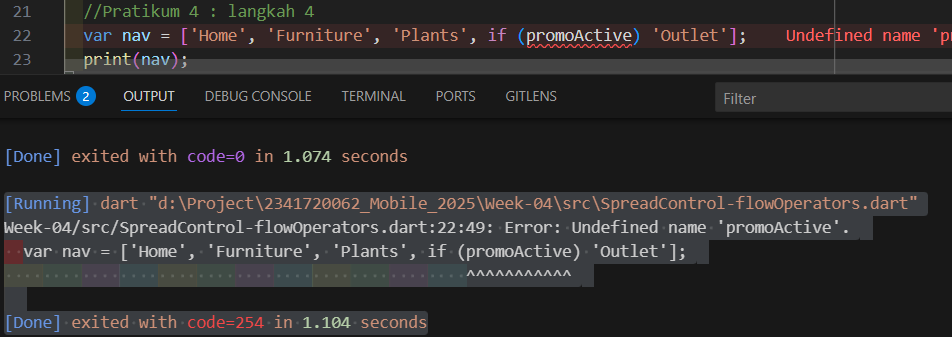 21 //Pratikum 4 : langkah 4
22 var nav = ['Home', 'Furniture', 'Plants', if (promoActive) 'Outlet']; Undefined name 'p
23 print(nav);
PROBLEMS 2 OUTPUT DEBUG CONSOLE TERMINAL PORTS GITLENS Filter
[Done] exited with code=0 in 1.074 seconds
[Running] dart "d:\Project\2341720062_Mobile_2025\Week-04\src\SpreadControl-flowOperators.dart"
Week-04/src/SpreadControl-flowOperators.dart:22:49: Error: Undefined name 'promoActive'.
var nav = ['Home', 'Furniture', 'Plants', if (promoActive) 'Outlet'];
^^^^^^^^^^^
[Done] exited with code=254 in 1.104 seconds